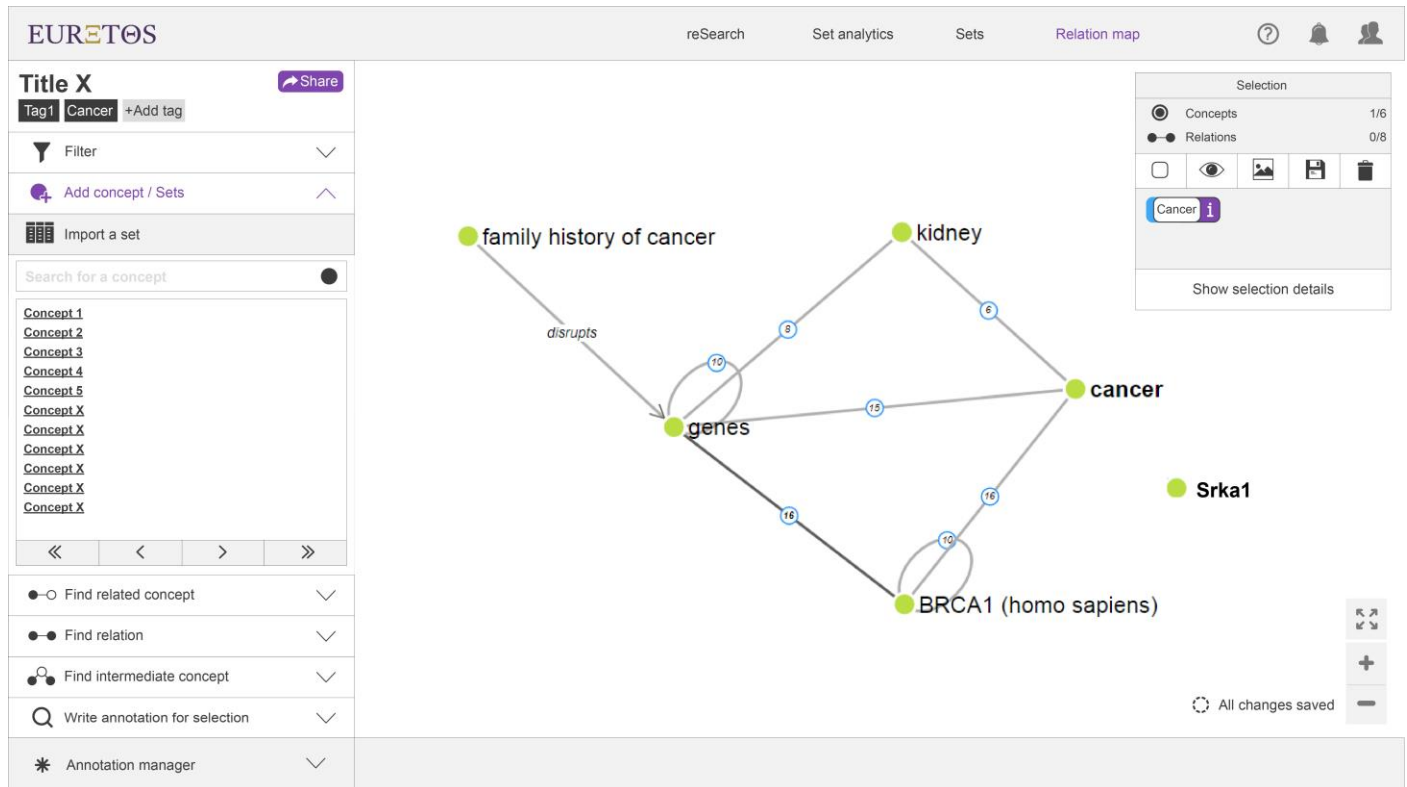 EURΞTΘS
reSearch
Set analytics
Sets
Relation map
?
Title X
Share
Tag1
Cancer
+Add tag
Filter
Add concept / Sets
Import a set
Search for a concept
Concept 1
Concept 2
Concept 3
Concept 4
Concept 5
Concept X
Concept X
Concept X
Concept X
Concept X
Concept X
Find related concept
Find relation
Find intermediate concept
Write annotation for selection
Annotation manager
family history of cancer
kidney
disrupts
6
8
10
cancer
15
genes
Srka1
16
16
10
BRCA1 (homo sapiens)
Selection
Concepts 1/6
Relations 0/8
Cancer i
Show selection details
All changes saved